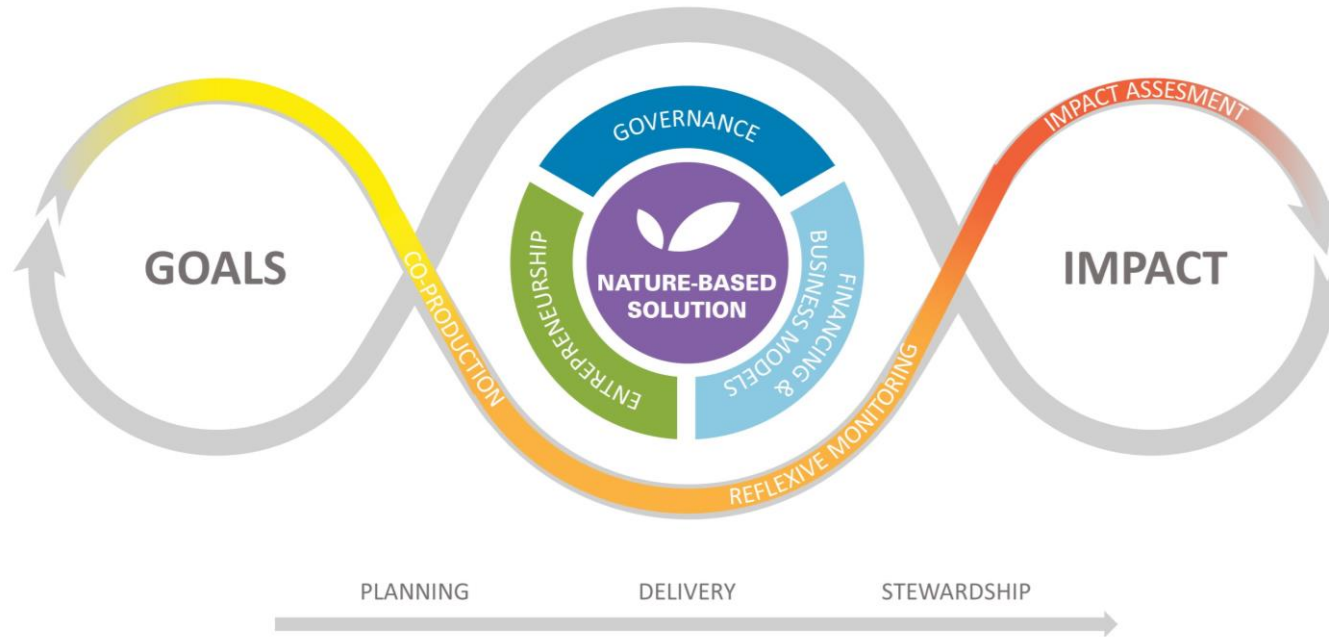 GOALS
CO-PRODUCTION
GOVERNANCE
ENTREPRENEURSHIP
NATURE-BASED
SOLUTION
FINANCING &
BUSINESS MODELS
REFLEXIVE MONITORING
IMPACT ASSESMENT
IMPACT
PLANNING
DELIVERY
STEWARDSHIP